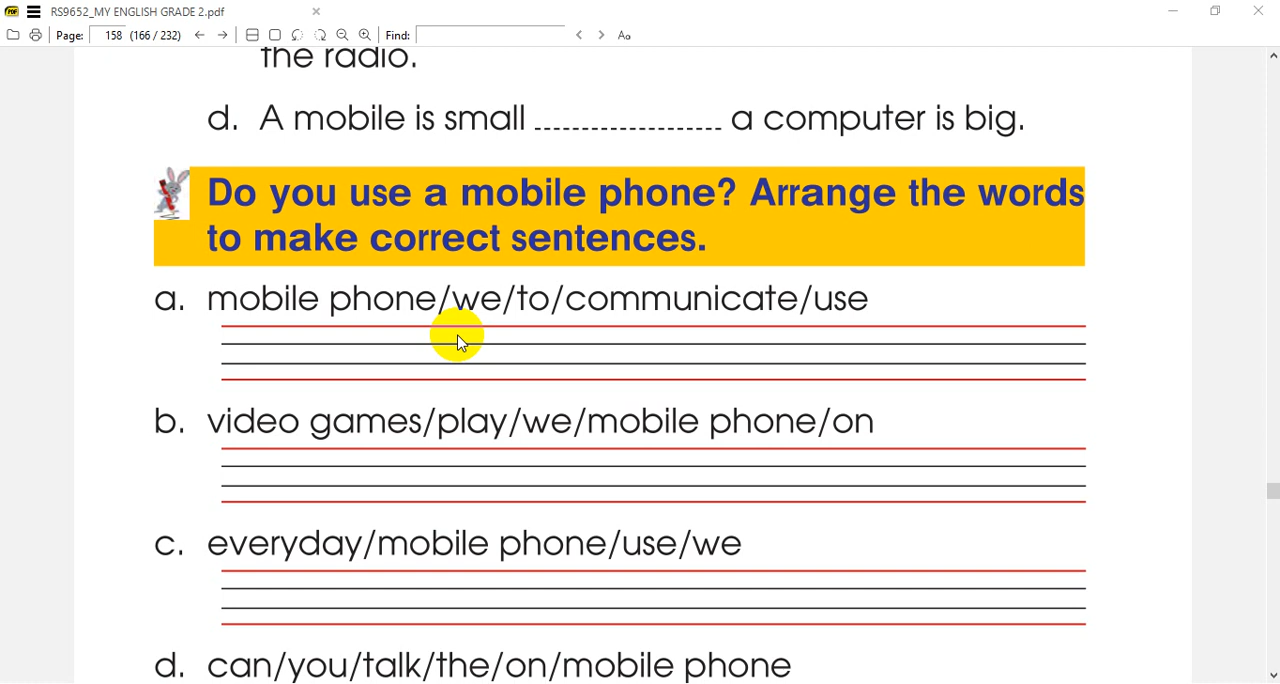 RS9652_MY ENGLISH GRADE 2.pdf
Page: 158 (166 / 232) Find:
the radio.
d. A mobile is small .................... a computer is big.
Do you use a mobile phone? Arrange the words
to make correct sentences.
a. mobile phone/we/to/communicate/use
b. video games/play/we/mobile phone/on
c. everyday/mobile phone/use/we
d. can/you/talk/the/on/mobile phone